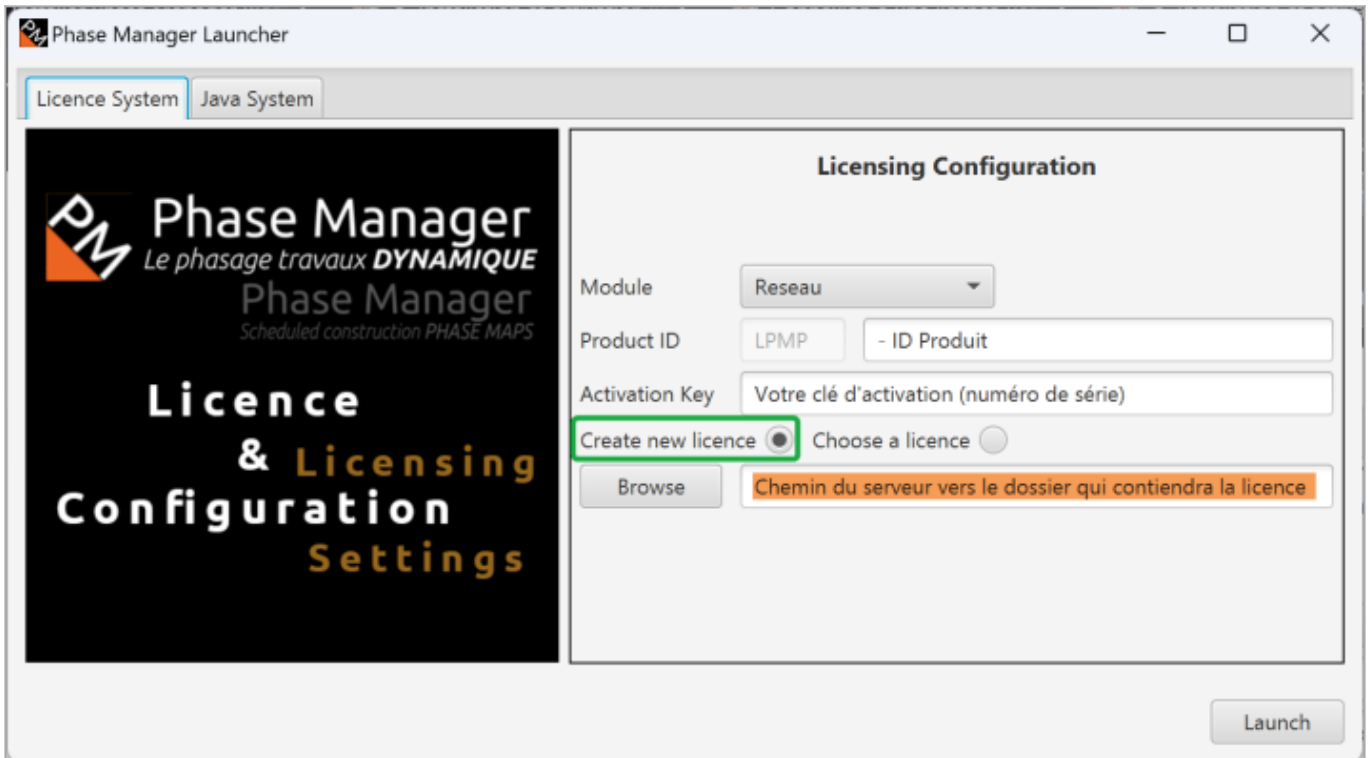 Phase Manager Launcher
Licence System Java System
PM
Phase Manager
Le phasage travaux DYNAMIQUE
Phase Manager
Scheduled construction PHASE MAPS
Licence
& Licensing
Configuration
Settings
Licensing Configuration
Module Reseau
Product ID LPMP - ID Produit
Activation Key Votre clé d'activation (numéro de série)
Create new licence Choose a licence
Browse Chemin du serveur vers le dossier qui contiendra la licence
Launch